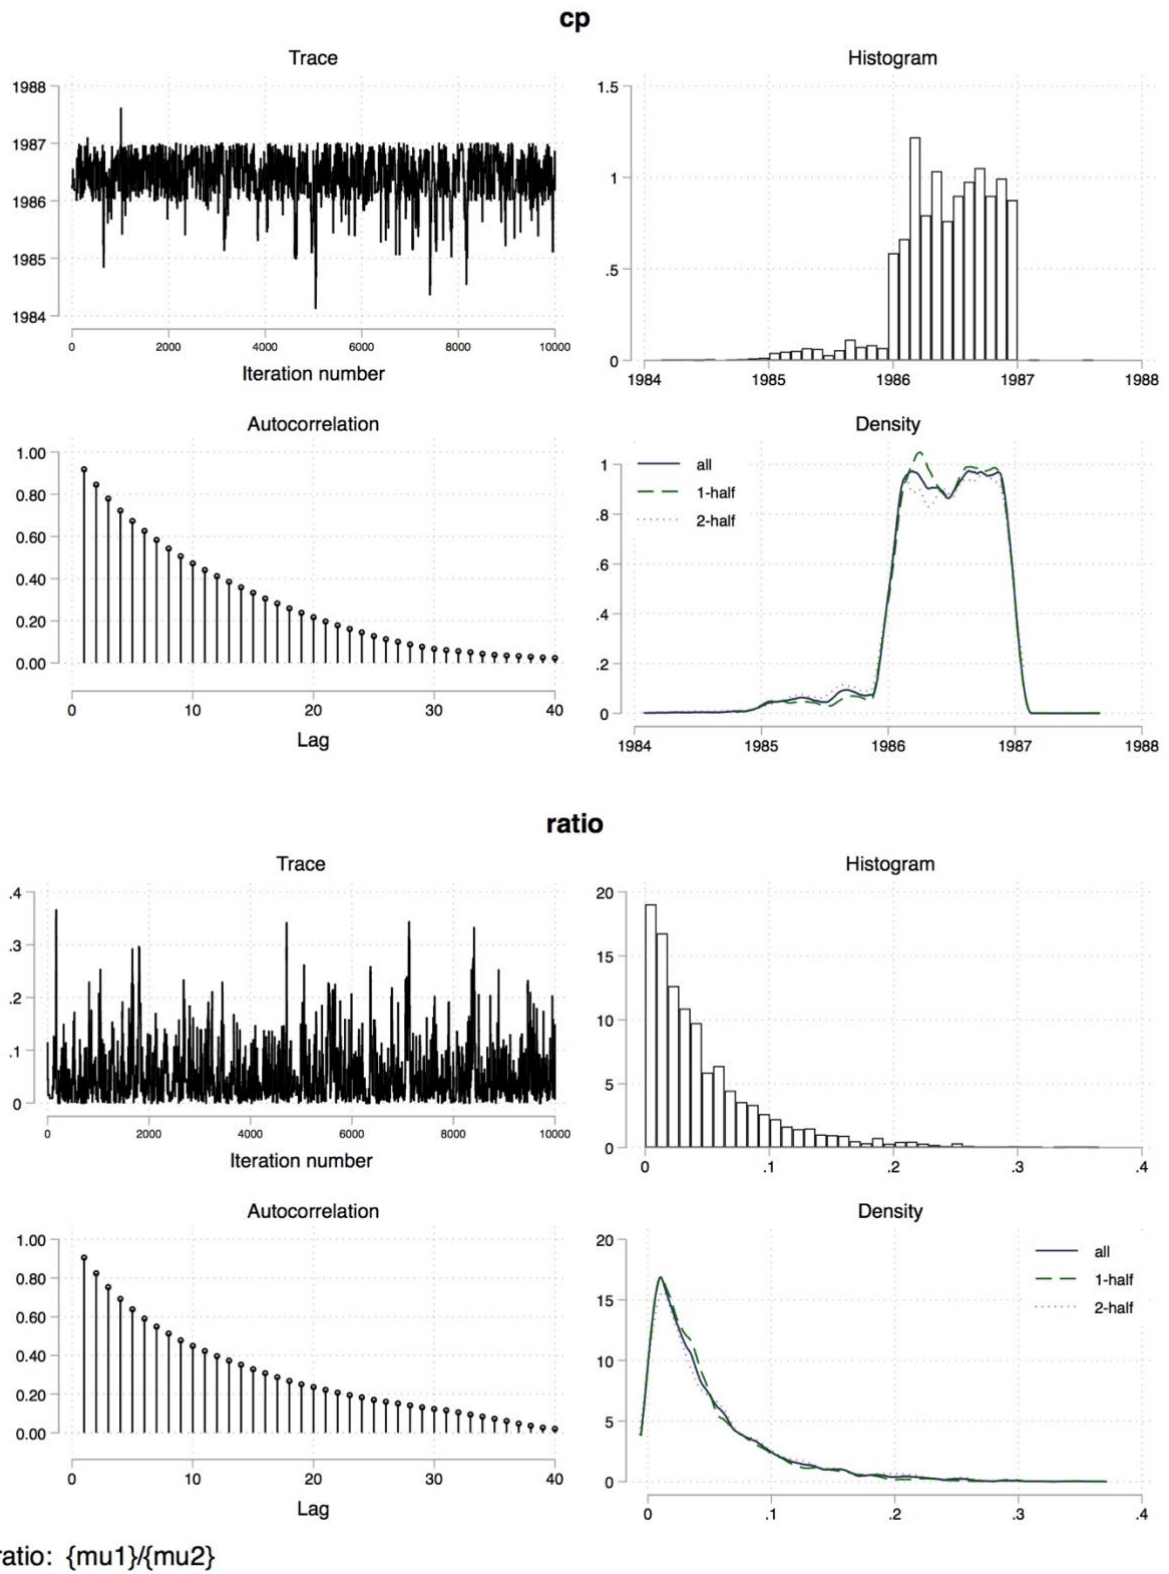 cp
Trace
1988
1987
1986
1985
1984
0 2000 4000 6000 8000 10000
Iteration number
Histogram
1.5
1
.5
0
1984 1985 1986 1987 1988
Autocorrelation
1.00
0.80
0.60
0.40
0.20
0.00
0 10 20 30 40
Lag
Density
all
1-half
2-half
1
.8
.6
.4
.2
0
1984 1985 1986 1987 1988
ratio
Trace
.4
.3
.2
.1
0
0 2000 4000 6000 8000 10000
Iteration number
Histogram
20
15
10
5
0
0 .1 .2 .3 .4
Autocorrelation
1.00
0.80
0.60
0.40
0.20
0.00
0 10 20 30 40
Lag
Density
all
1-half
2-half
20
15
10
5
0
0 .1 .2 .3 .4
ratio: {mu1}/{mu2}